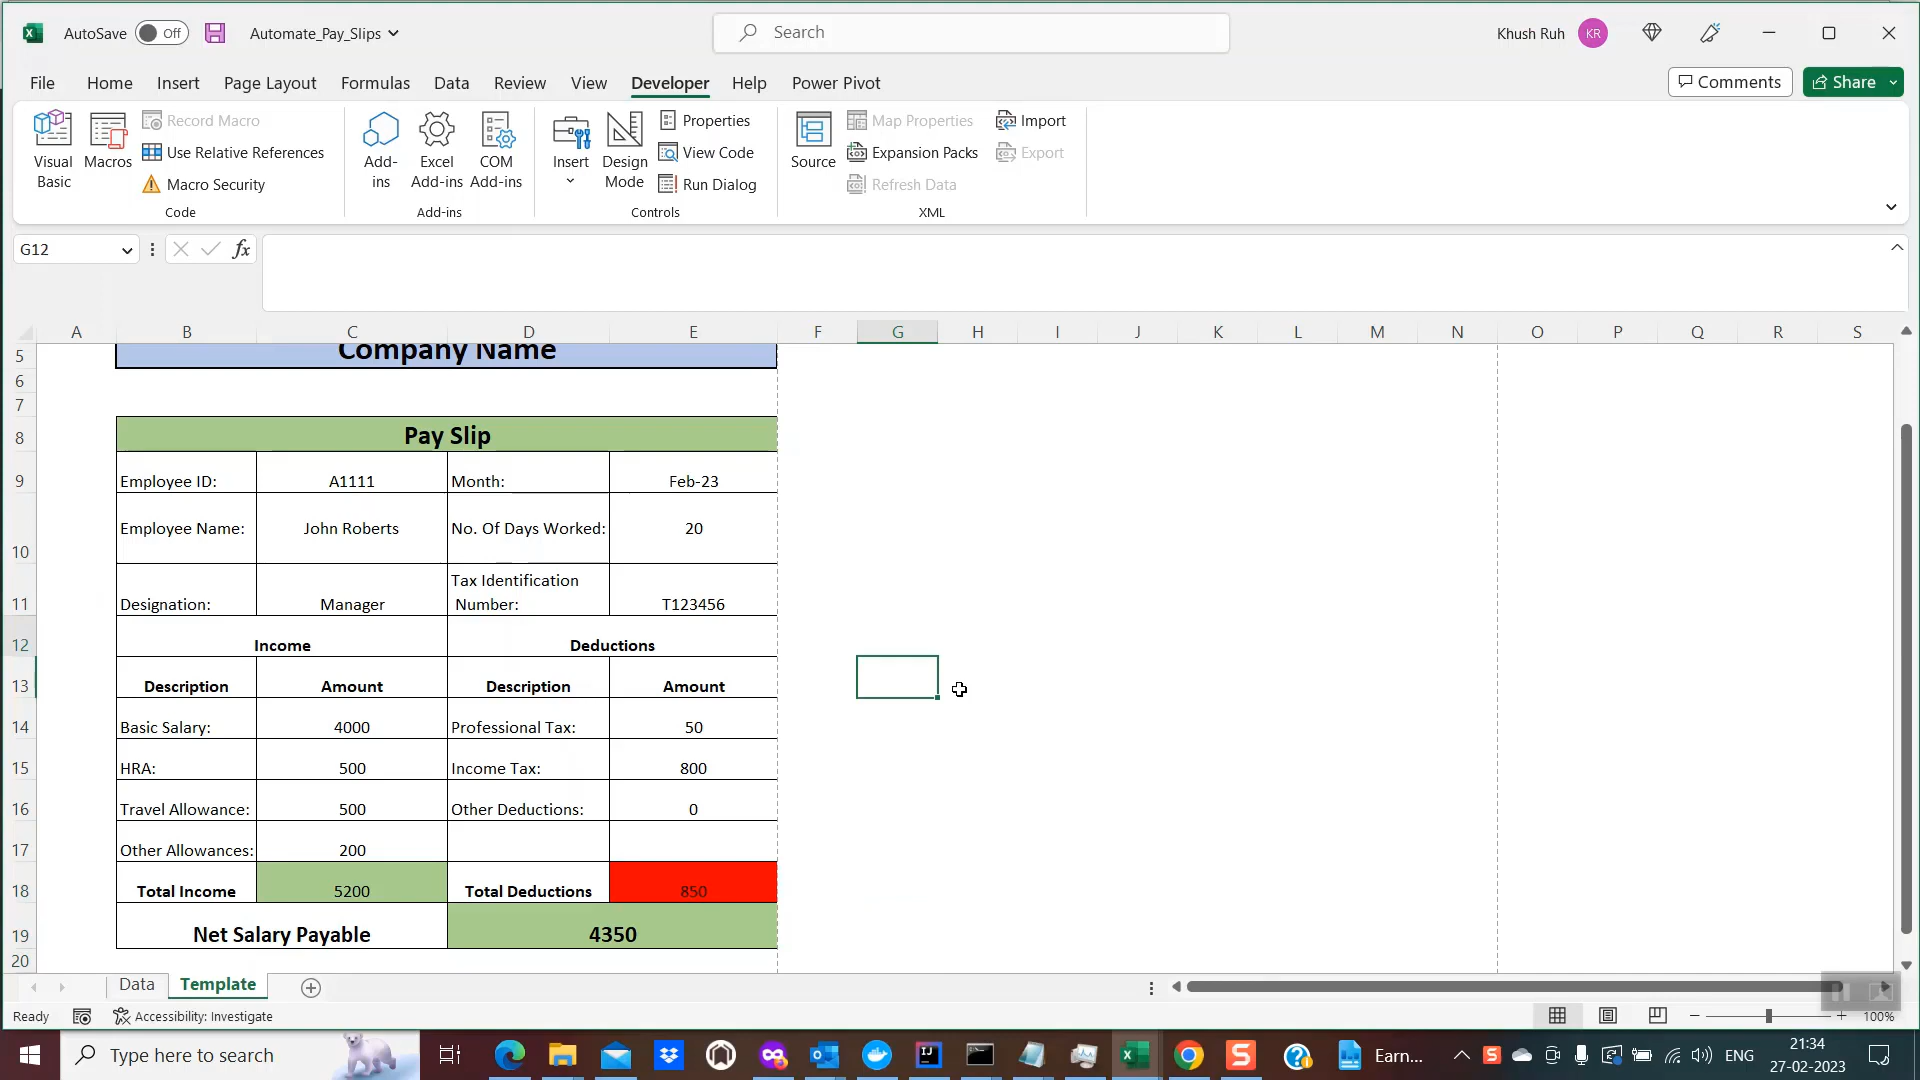 AutoSave Off Automate_Pay_Slips Search Khush Ruh KR
File Home Insert Page Layout Formulas Data Review View Developer Help Power Pivot Comments Share
Visual Basic
Macros
Record Macro
Use Relative References
Macro Security
Code
Add-ins
Excel Add-ins
COM Add-ins
Add-ins
Insert
Design Mode
Properties
View Code
Run Dialog
Controls
Source
Map Properties
Expansion Packs
Refresh Data
Import
Export
XML
G12 fx
A B C D E F G H I J K L M N O P Q R S
5 Company Name
6
7
8 Pay Slip
9 Employee ID: A1111 Month: Feb-23
10 Employee Name: John Roberts No. Of Days Worked: 20
Tax Identification
11 Designation: Manager Number: T123456
12 Income Deductions
13 Description Amount Description Amount
14 Basic Salary: 4000 Professional Tax: 50
15 HRA: 500 Income Tax: 800
16 Travel Allowance: 500 Other Deductions: 0
17 Other Allowances: 200
18 Total Income 5200 Total Deductions 850
19 Net Salary Payable 4350
20
Data Template
Ready Accessibility: Investigate 100%
Type here to search Earn... ENG 21:34
27-02-2023